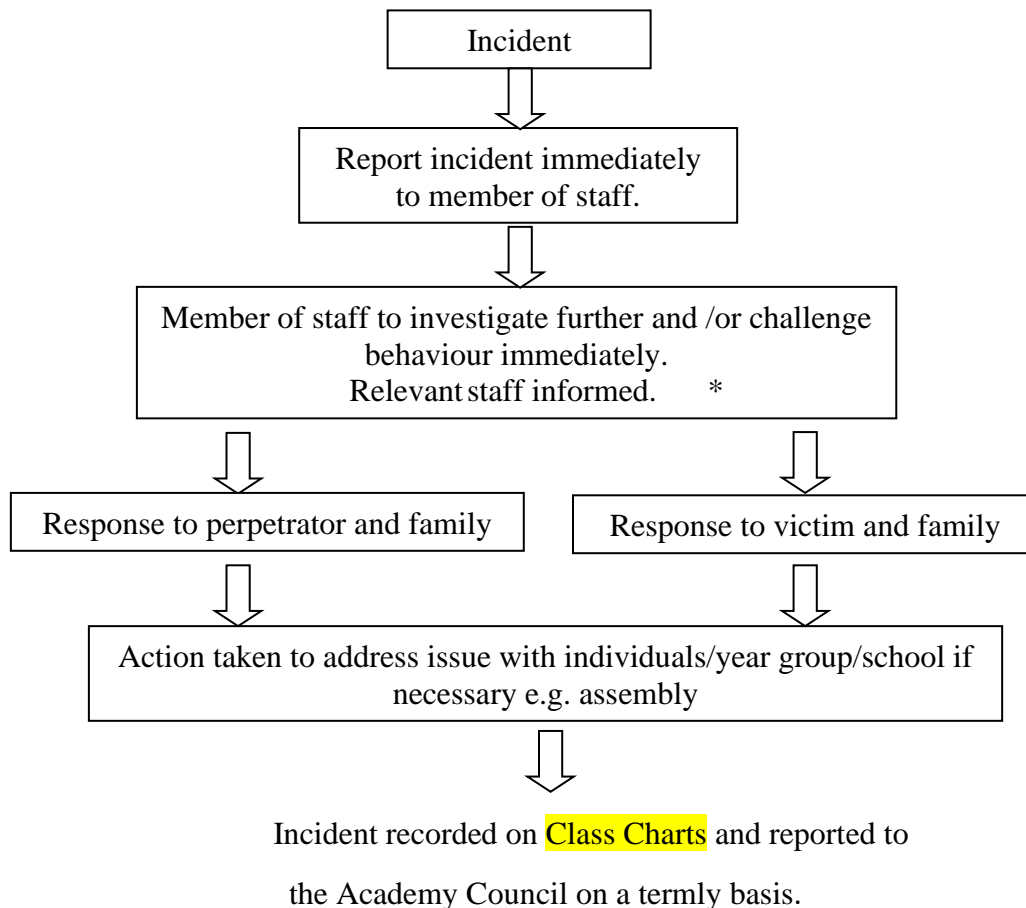 Incident
Report incident immediately
to member of staff.
Member of staff to investigate further and /or challenge
behaviour immediately.
Relevant staff informed. *
Response to perpetrator and family
Response to victim and family
Action taken to address issue with individuals/year group/school if
necessary e.g. assembly
Incident recorded on Class Charts and reported to
the Academy Council on a termly basis.